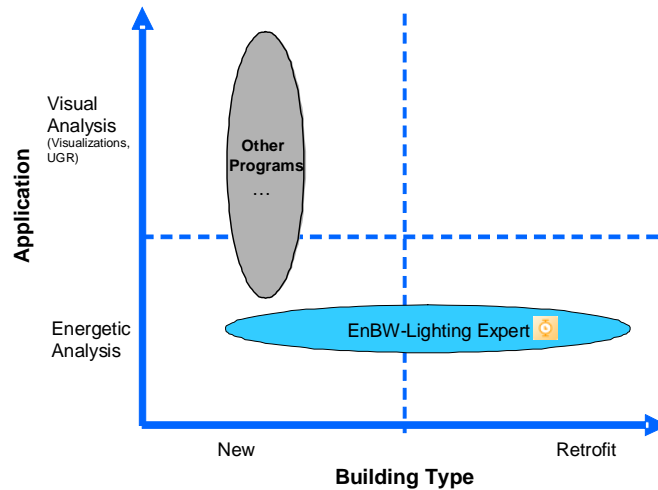 Application
Visual
Analysis
(Visualizations,
UGR)
Other
Programs
...
Energetic
Analysis
EnBW-Lighting Expert
New
Retrofit
Building Type